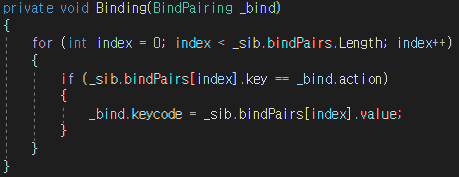 private void Binding(BindPairing _bind)
{
for (int index = 0; index < _sib.bindPairs.Length; index++)
{
if (_sib.bindPairs[index].key == _bind.action)
{
_bind.keycode = _sib.bindPairs[index].value;
}
}
}